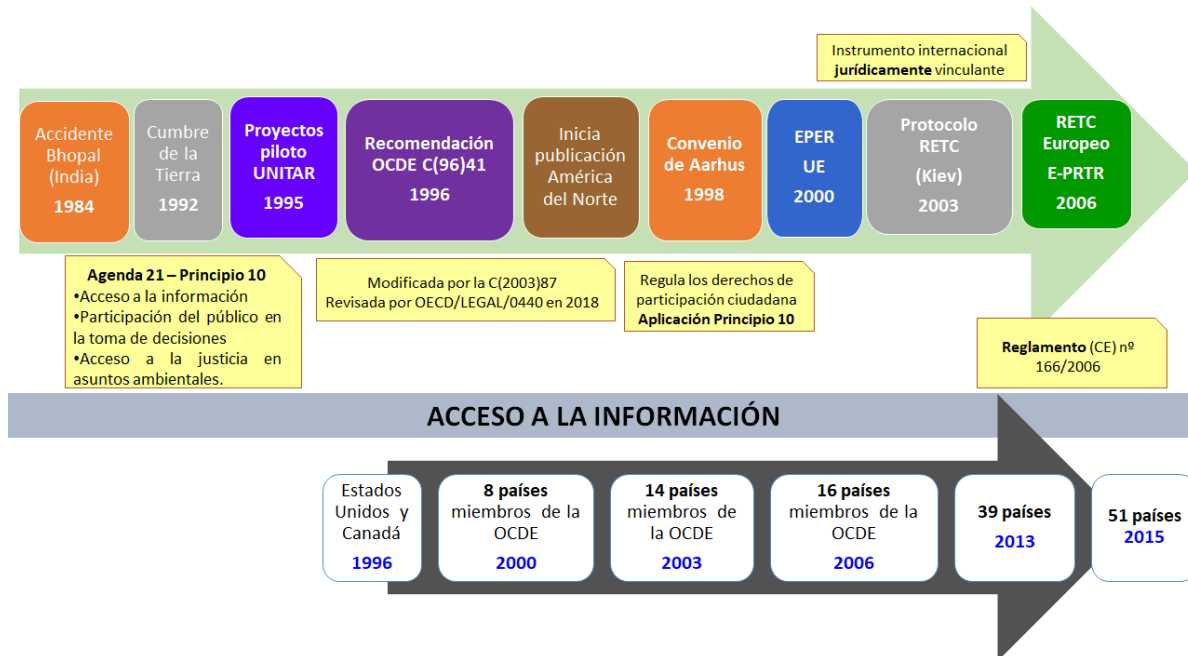 Instrumento internacional
jurídicamente vinculante
Accidente
Bhopal
(India)
1984
Cumbre
de la
Tierra
1992
Proyectos
piloto
UNITAR
1995
Recomendación
OCDE C(96)41
1996
Inicia
publicación
América
del Norte
Convenio
de Aarhus
1998
EPER
UE
2000
Protocolo
RETC
(Kiev)
2003
RETC
Europeo
E-PRTR
2006
Agenda 21 – Principio 10
•Acceso a la información
•Participación del público en
la toma de decisiones
•Acceso a la justicia en
asuntos ambientales.
Modificada por la C(2003)87
Revisada por OECD/LEGAL/0440 en 2018
Regula los derechos de
participación ciudadana
Aplicación Principio 10
Reglamento (CE) nº
166/2006
ACCESO A LA INFORMACIÓN
Estados
Unidos y
Canadá
1996
8 países
miembros de la
OCDE
2000
14 países
miembros de
la OCDE
2003
16 países
miembros de la
OCDE
2006
39 países
2013
51 países
2015